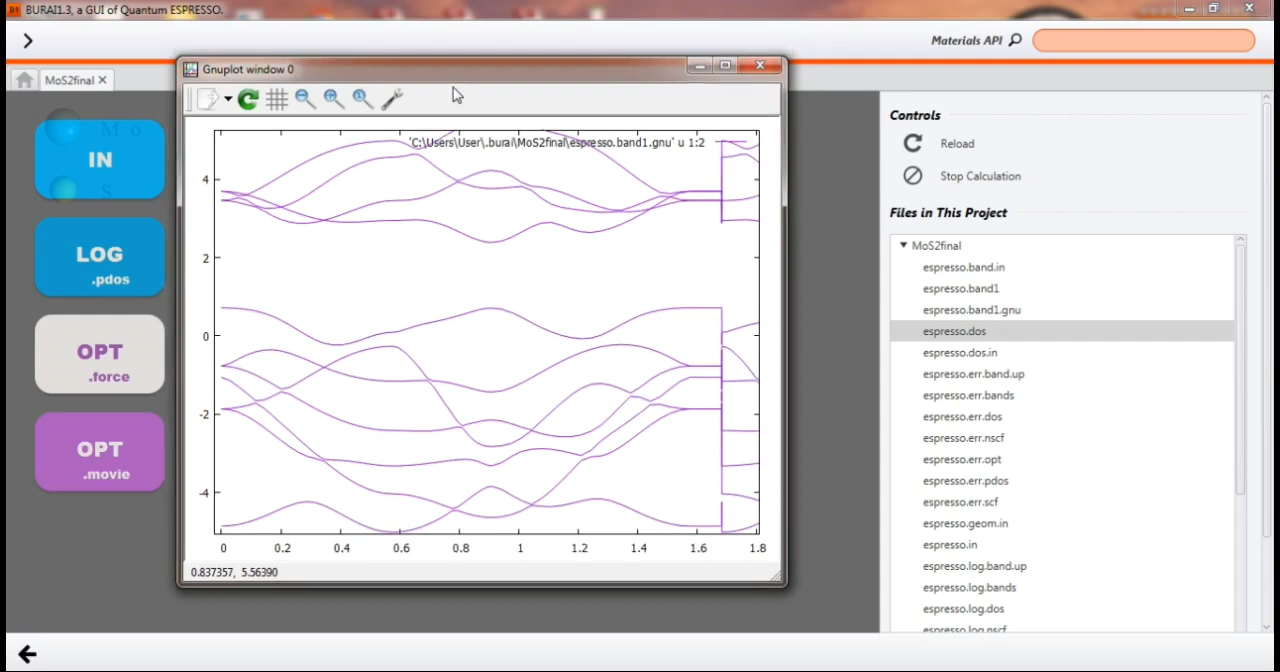 BURAI1.3, a GUI of Quantum ESPRESSO.
Materials API
MoS2final
Gnuplot window 0
Mo
IN
S
LOG
.pdos
OPT
.force
OPT
.movie
'C:\Users\User\.burai\MoS2final\espresso.band1.gnu' u 1:2
4
2
0
-2
-4
0 0.2 0.4 0.6 0.8 1 1.2 1.4 1.6 1.8
0.837357, 5.56390
Controls
Reload
Stop Calculation
Files in This Project
MoS2final
espresso.band.in
espresso.band1
espresso.band1.gnu
espresso.dos
espresso.dos.in
espresso.err.band.up
espresso.err.bands
espresso.err.dos
espresso.err.nscf
espresso.err.opt
espresso.err.pdos
espresso.err.scf
espresso.geom.in
espresso.in
espresso.log.band.up
espresso.log.bands
espresso.log.dos
espresso.log.nscf